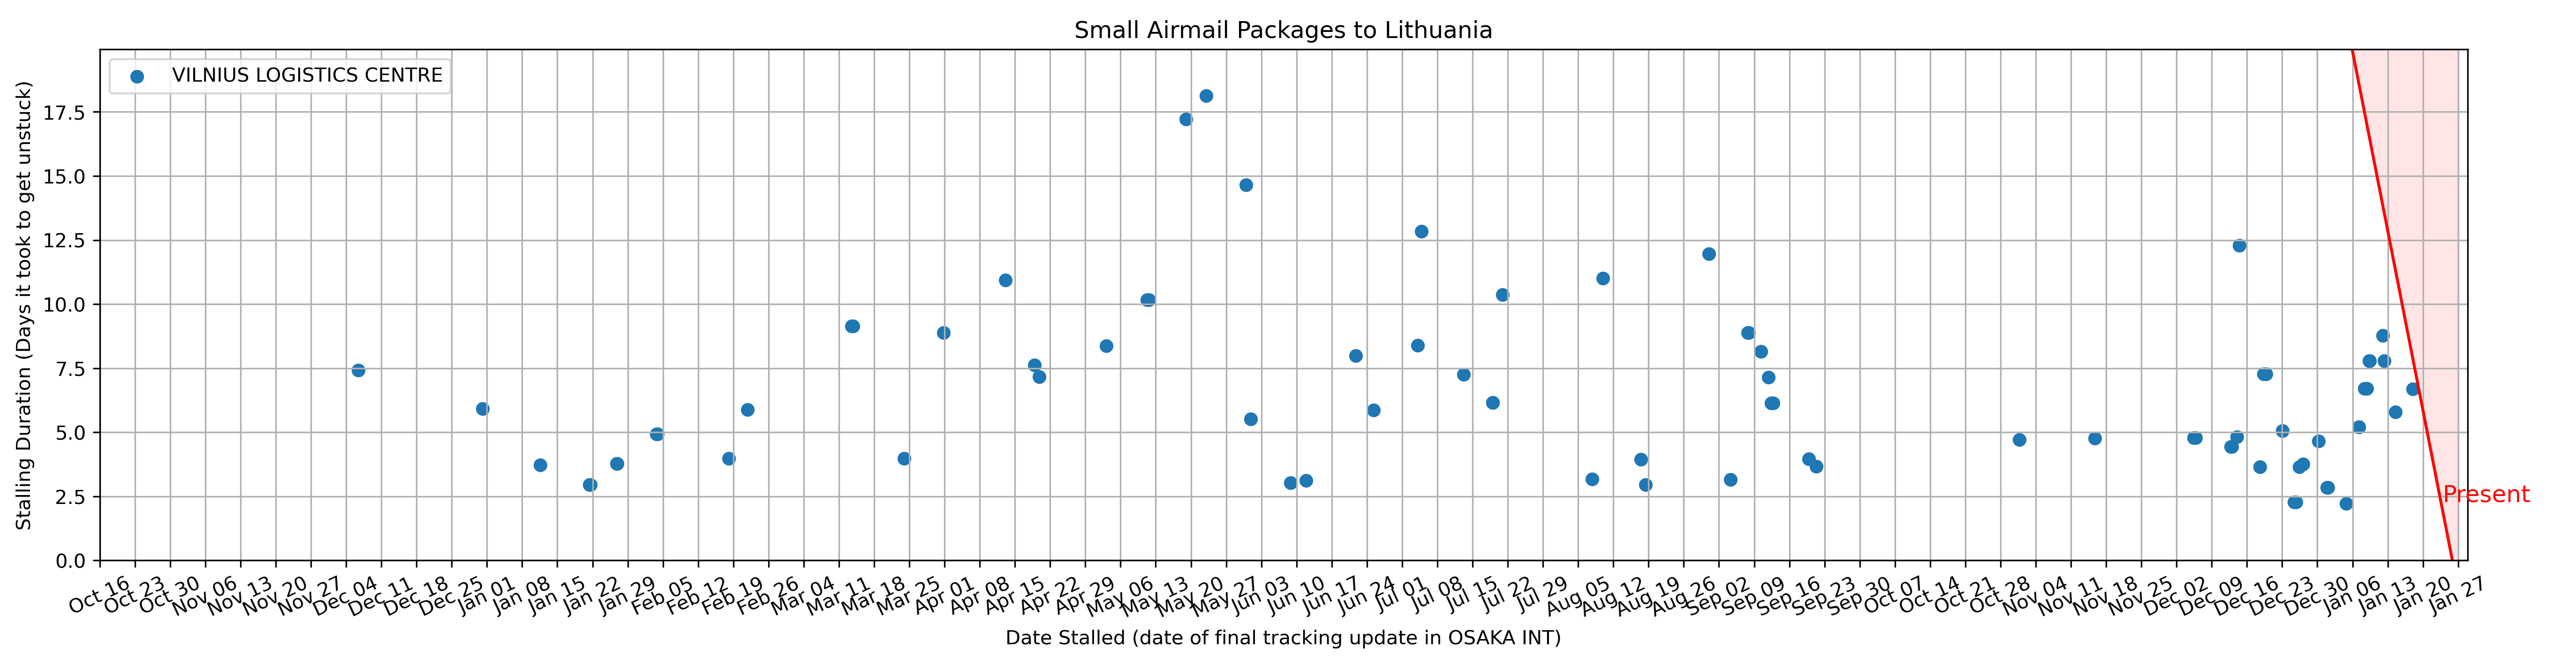 Small Airmail Packages to Lithuania
VILNIUS LOGISTICS CENTRE
Stalling Duration (Days it took to get unstuck)
17.5
15.0
12.5
10.0
7.5
5.0
2.5
0.0
Present
Oct 16
Oct 23
Oct 30
Nov 06
Nov 13
Nov 20
Nov 27
Dec 04
Dec 11
Dec 18
Dec 25
Jan 01
Jan 08
Jan 15
Jan 22
Jan 29
Feb 05
Feb 12
Feb 19
Feb 26
Mar 04
Mar 11
Mar 18
Mar 25
Apr 01
Apr 08
Apr 15
Apr 22
Apr 29
May 06
May 13
May 20
May 27
Jun 03
Jun 10
Jun 17
Jun 24
Jul 01
Jul 08
Jul 15
Jul 22
Jul 29
Aug 05
Aug 12
Aug 19
Aug 26
Sep 02
Sep 09
Sep 16
Sep 23
Sep 30
Oct 07
Oct 14
Oct 21
Oct 28
Nov 04
Nov 11
Nov 18
Nov 25
Dec 02
Dec 09
Dec 16
Dec 23
Dec 30
Jan 06
Jan 13
Jan 20
Jan 27
Date Stalled (date of final tracking update in OSAKA INT)